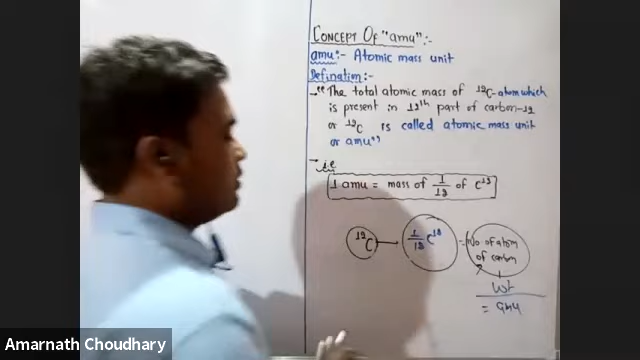 CONCEPT OF "amu":-
amu:- Atomic mass unit
Defination:-
→ "The total atomic mass of ¹²C-atom which
is present in 12th part of carbon-12
or ¹²C is called atomic mass unit
or amu"
→ i.e
1 amu = mass of 1/12 of C¹²
¹²C — 1/12 C¹² = No of atom
of carbon
wt
= amu
Amarnath Choudhary